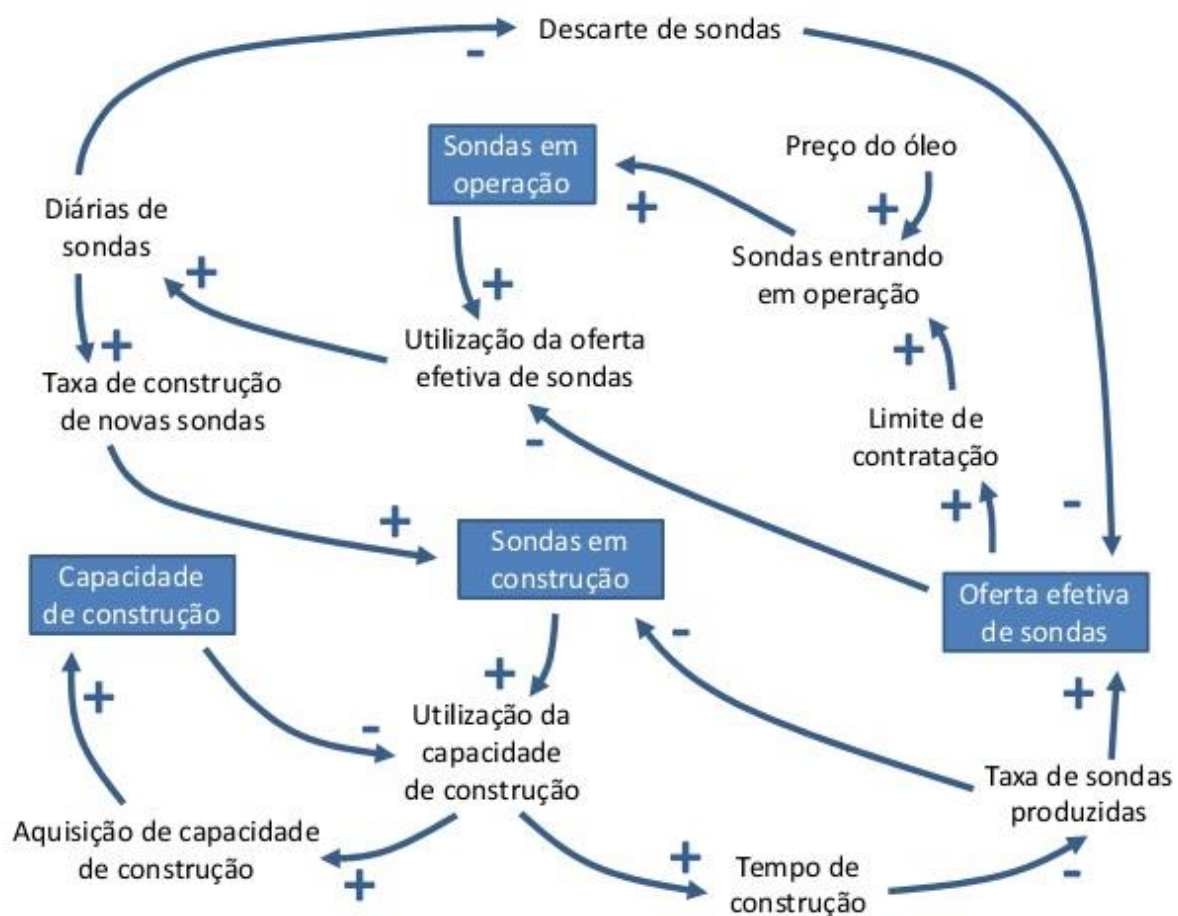 Descarte de sondas
-
Sondas em
operação
Preço do óleo
+
+
Diárias de
sondas
+
Sondas entrando
em operação
+
+
Utilização da oferta
efetiva de sondas
+
+
Taxa de construção
de novas sondas
-
Limite de
contratação
+
+
-
Sondas em
construção
Capacidade
de construção
Oferta efetiva
de sondas
-
+
+
+
-
Utilização da
capacidade
de construção
Taxa de sondas
produzidas
Aquisição de capacidade
de construção
+
+
-
Tempo de
construção